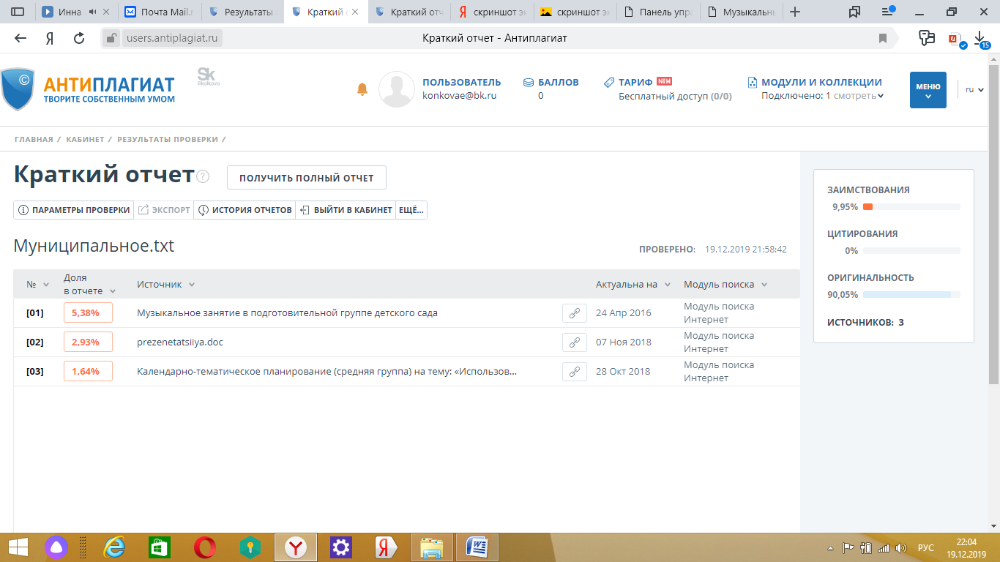 Инна
Почта Mail.r
Результаты
Краткий о
Краткий отч
скриншот эк
скриншот эк
Панель упра
Музыкальнь
users.antiplagiat.ru
Краткий отчет - Антиплагиат
15
АНТИПЛАГИАТ
ТВОРИТЕ СОБСТВЕННЫМ УМОМ
Sk
Skolkovo
ПОЛЬЗОВАТЕЛЬ
konkovae@bk.ru
БАЛЛОВ
0
ТАРИФ NEW
Бесплатный доступ (0/0)
МОДУЛИ И КОЛЛЕКЦИИ
Подключено: 1 смотреть
МЕНЮ
ru
ГЛАВНАЯ / КАБИНЕТ / РЕЗУЛЬТАТЫ ПРОВЕРКИ /
Краткий отчет ?
ПОЛУЧИТЬ ПОЛНЫЙ ОТЧЕТ
ПАРАМЕТРЫ ПРОВЕРКИ ЭКСПОРТ ИСТОРИЯ ОТЧЕТОВ ВЫЙТИ В КАБИНЕТ ЕЩЁ...
Муниципальное.txt
ПРОВЕРЕНО: 19.12.2019 21:58:42
№ Доля в отчете Источник Актуальна на Модуль поиска
[01] 5,38% Музыкальное занятие в подготовительной группе детского сада 24 Апр 2016 Модуль поиска Интернет
[02] 2,93% prezenetatsiiya.doc 07 Ноя 2018 Модуль поиска Интернет
[03] 1,64% Календарно-тематическое планирование (средняя группа) на тему: «Использов... 28 Окт 2018 Модуль поиска Интернет
ЗАИМСТВОВАНИЯ
9,95%
ЦИТИРОВАНИЯ
0%
ОРИГИНАЛЬНОСТЬ
90,05%
ИСТОЧНИКОВ: 3
РУС
22:04
19.12.2019